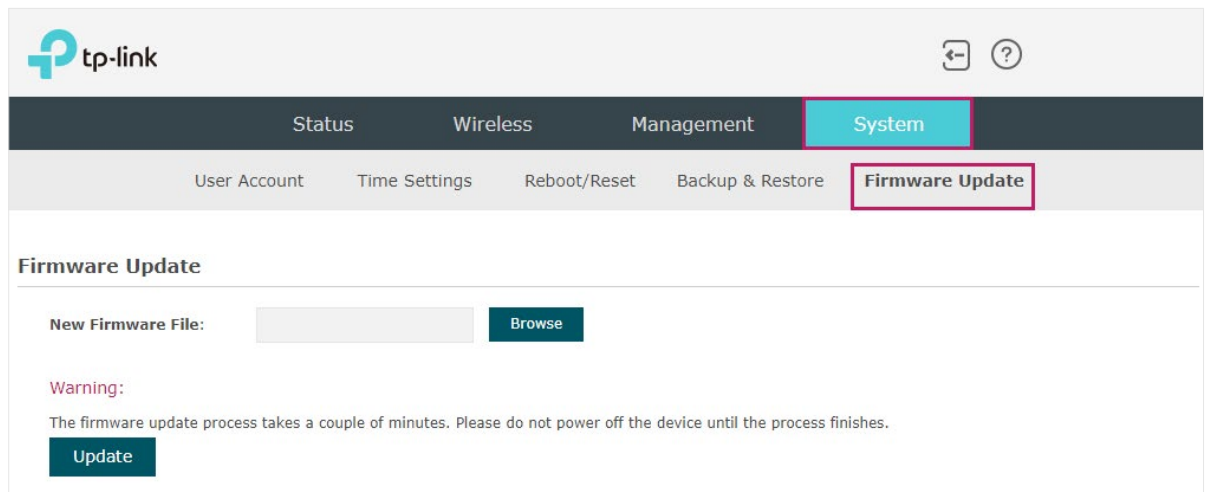 tp-link
Status Wireless Management System
User Account Time Settings Reboot/Reset Backup & Restore Firmware Update
Firmware Update
New Firmware File: Browse
Warning:
The firmware update process takes a couple of minutes. Please do not power off the device until the process finishes.
Update